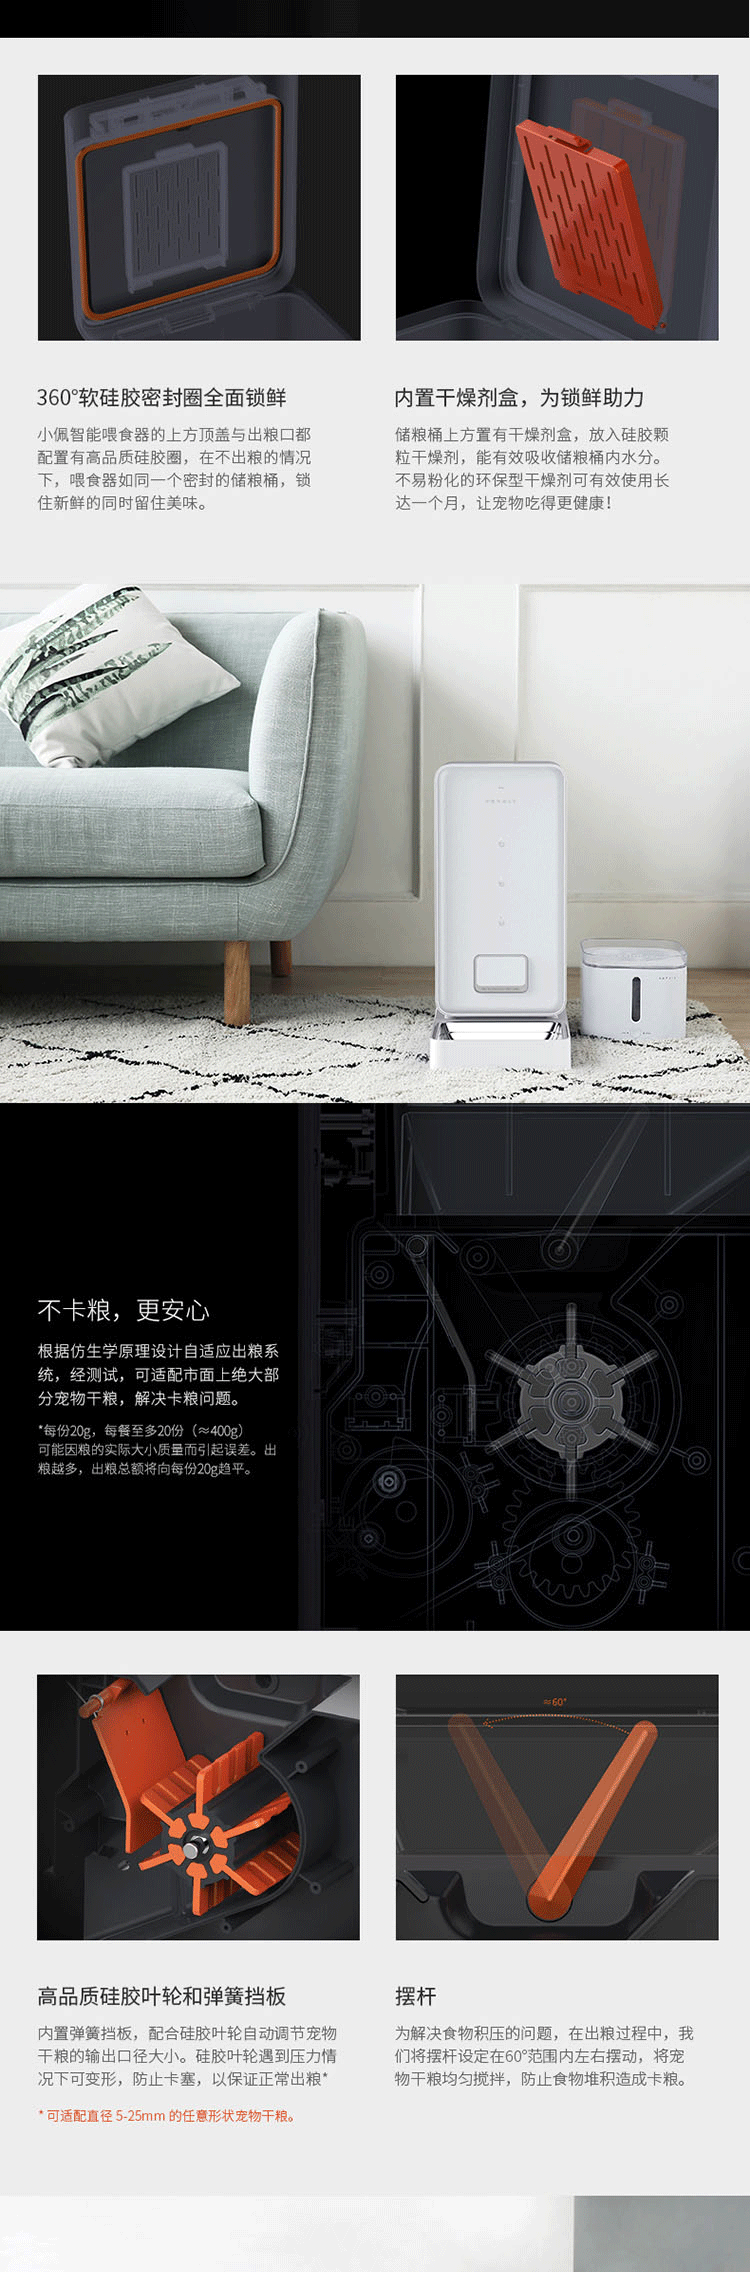 360°软硅胶密封圈全面锁鲜
小佩智能喂食器的上方顶盖与出粮口都
配置有高品质硅胶圈，在不出粮的情况
下，喂食器如同一个密封的储粮桶，锁
住新鲜的同时留住美味。
内置干燥剂盒，为锁鲜助力
储粮桶上方置有干燥剂盒，放入硅胶颗
粒干燥剂，能有效吸收储粮桶内水分。
不易粉化的环保型干燥剂可有效使用长
达一个月，让宠物吃得更健康！
PETKIT
PETKIT
不卡粮，更安心
根据仿生学原理设计自适应出粮系
统，经测试，可适配市面上绝大部
分宠物干粮，解决卡粮问题。
*每份20g，每餐至多20份（≈400g）
可能因粮的实际大小质量而引起误差。出
粮越多，出粮总额将向每份20g趋平。
≈60°
高品质硅胶叶轮和弹簧挡板
内置弹簧挡板，配合硅胶叶轮自动调节宠物
干粮的输出口径大小。硅胶叶轮遇到压力情
况下可变形，防止卡塞，以保证正常出粮*
* 可适配直径 5-25mm 的任意形状宠物干粮。
摆杆
为解决食物积压的问题，在出粮过程中，我
们将摆杆设定在60°范围内左右摆动，将宠
物干粮均匀搅拌，防止食物堆积造成卡粮。